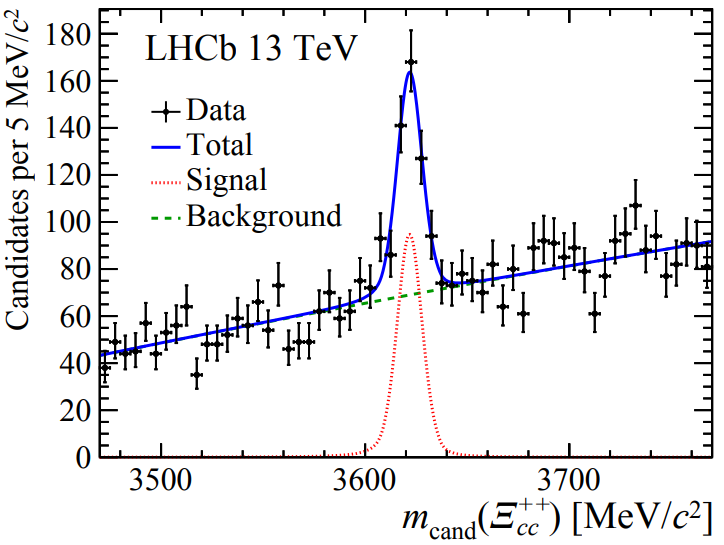 Candidates per 5 MeV/c²
180
160
140
120
100
80
60
40
20
0
LHCb 13 TeV
Data
Total
Signal
Background
3500
3600
3700
m_cand(Ξ_cc^++) [MeV/c²]